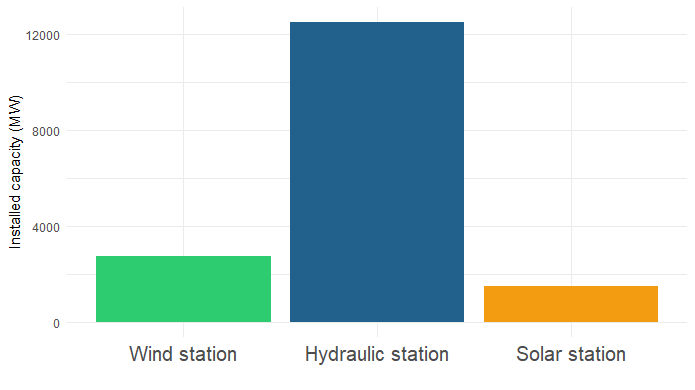 Installed capacity (MW)
12000
8000
4000
0
Wind station Hydraulic station Solar station